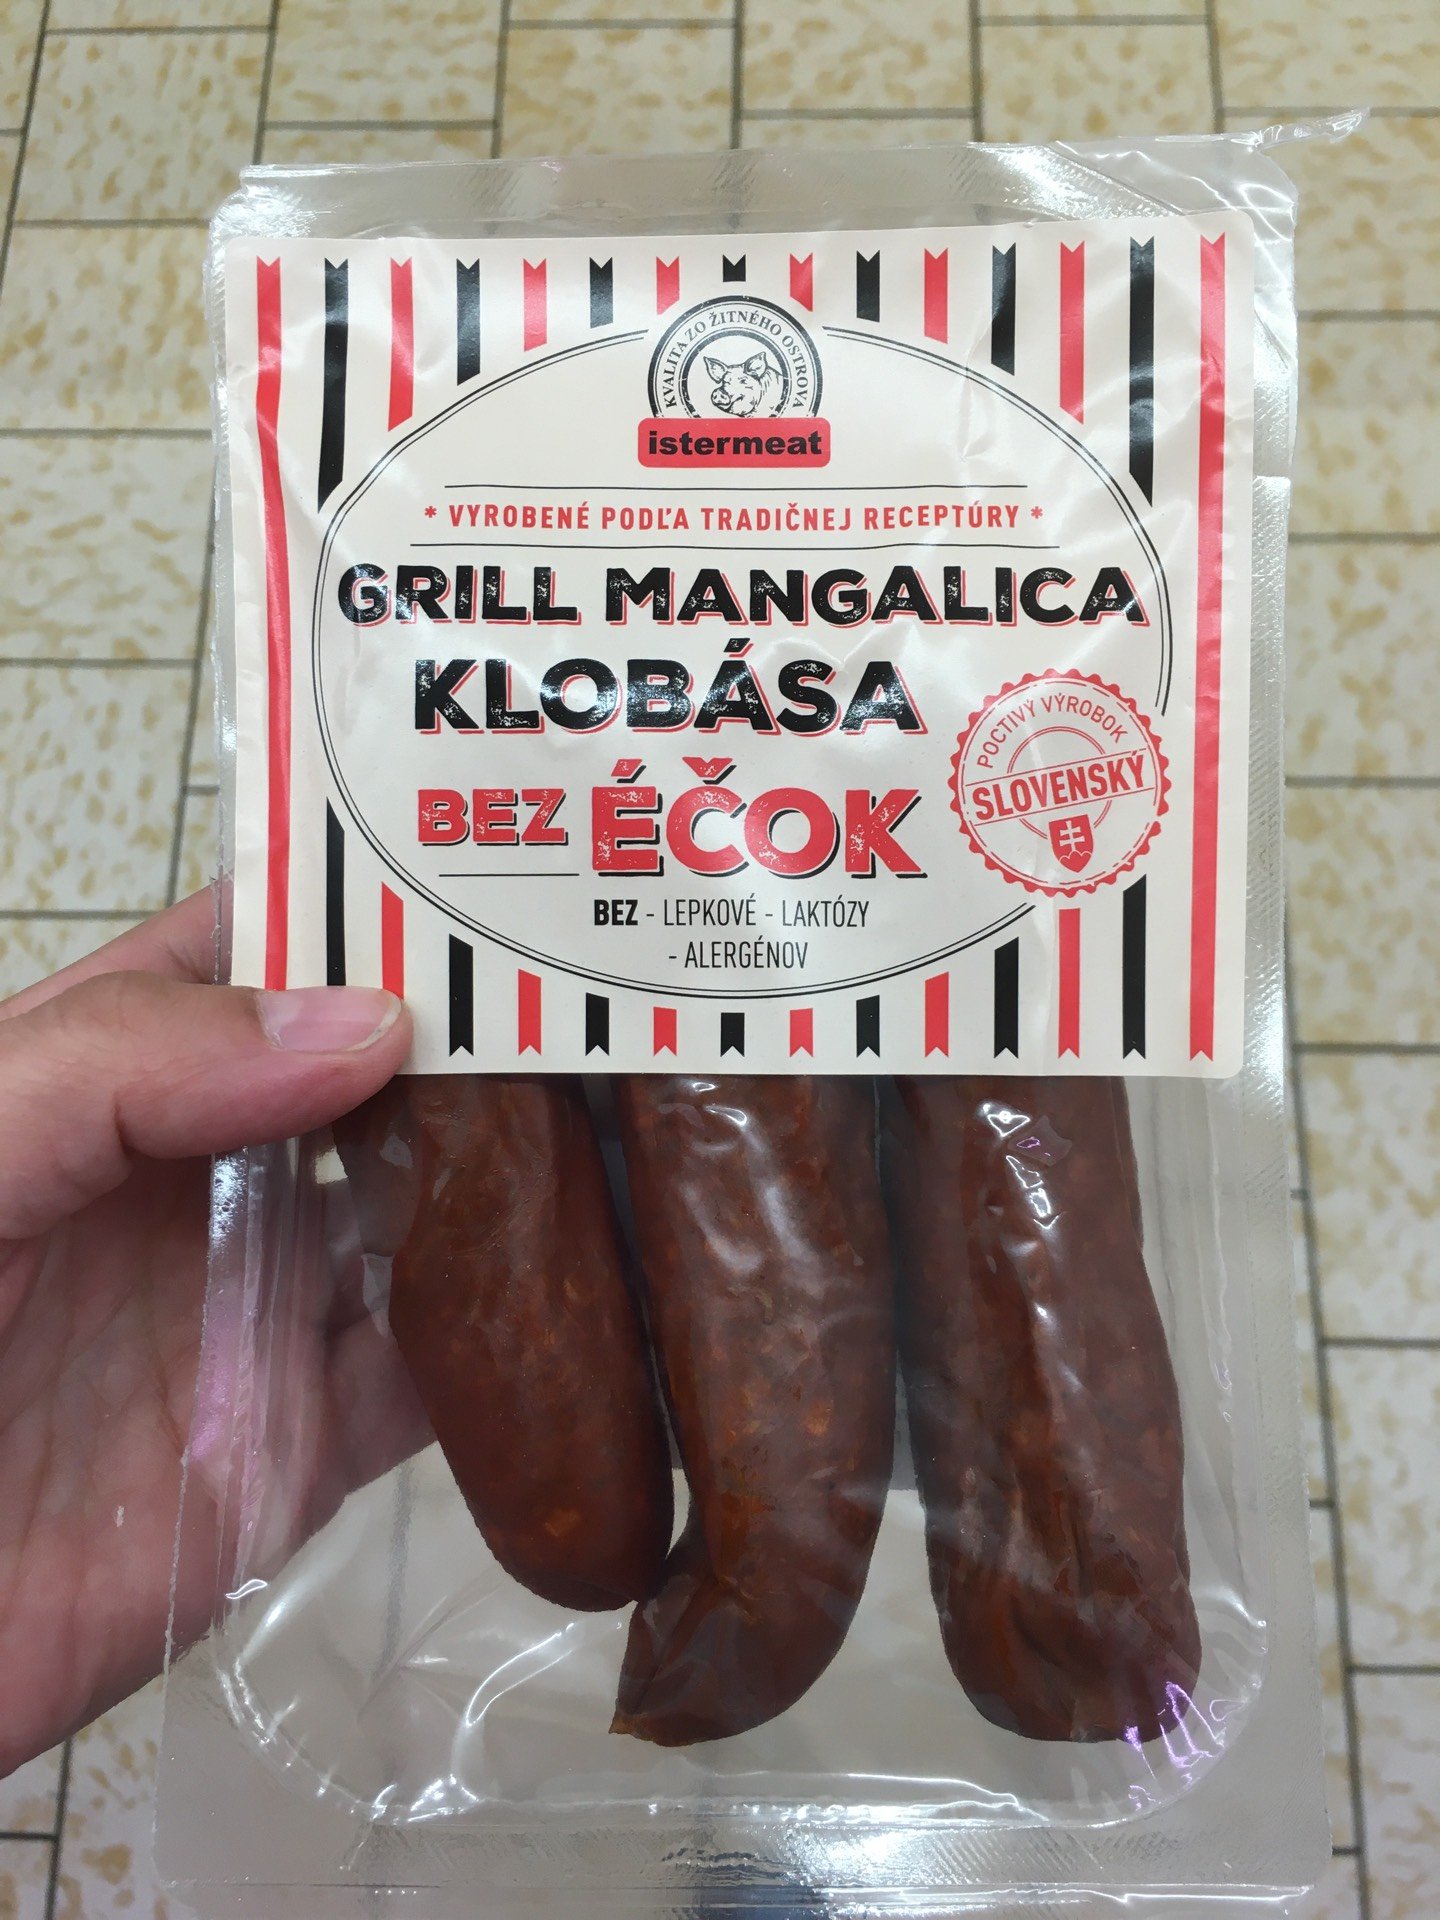 KVALITA ZO ŽITNÉHO OSTROVA
istermeat
* VYROBENÉ PODĽA TRADIČNEJ RECEPTÚRY *
GRILL MANGALICA
KLOBÁSA
BEZ ÉČOK
POCTIVÝ VÝROBOK
SLOVENSKÝ
BEZ - LEPKOVÉ - LAKTÓZY
- ALERGÉNOV